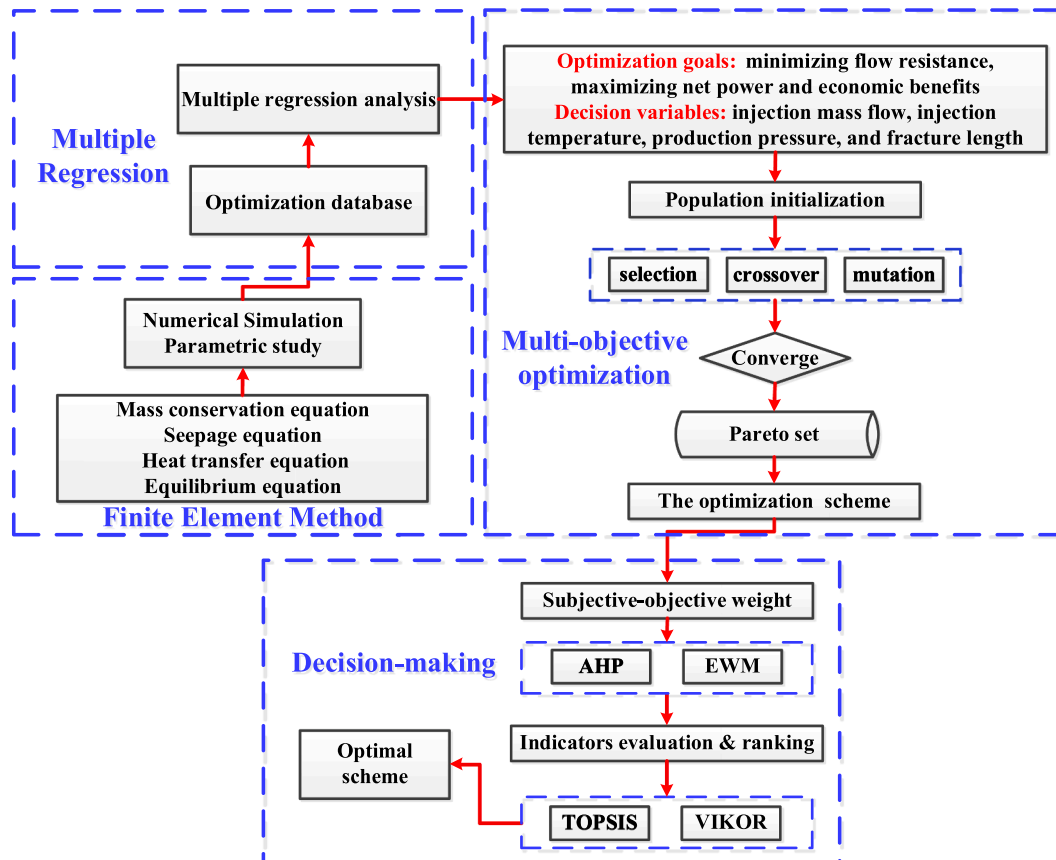 Multiple regression analysis
Multiple
Regression
Optimization database
Numerical Simulation
Parametric study
Mass conservation equation
Seepage equation
Heat transfer equation
Equilibrium equation
Finite Element Method
Optimization goals: minimizing flow resistance,
maximizing net power and economic benefits
Decision variables: injection mass flow, injection
temperature, production pressure, and fracture length
Population initialization
selection crossover mutation
Multi-objective
optimization
Converge
Pareto set
The optimization scheme
Subjective-objective weight
Decision-making
AHP EWM
Indicators evaluation & ranking
Optimal
scheme
TOPSIS VIKOR